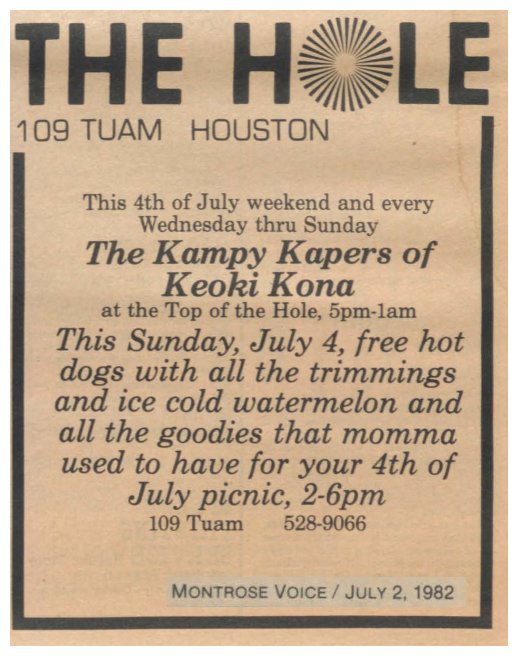 THE HOLE
109 TUAM HOUSTON
This 4th of July weekend and every
Wednesday thru Sunday
The Kampy Kapers of
Keoki Kona
at the Top of the Hole, 5pm-1am
This Sunday, July 4, free hot
dogs with all the trimmings
and ice cold watermelon and
all the goodies that momma
used to have for your 4th of
July picnic, 2-6pm
109 Tuam 528-9066
MONTROSE VOICE / JULY 2, 1982